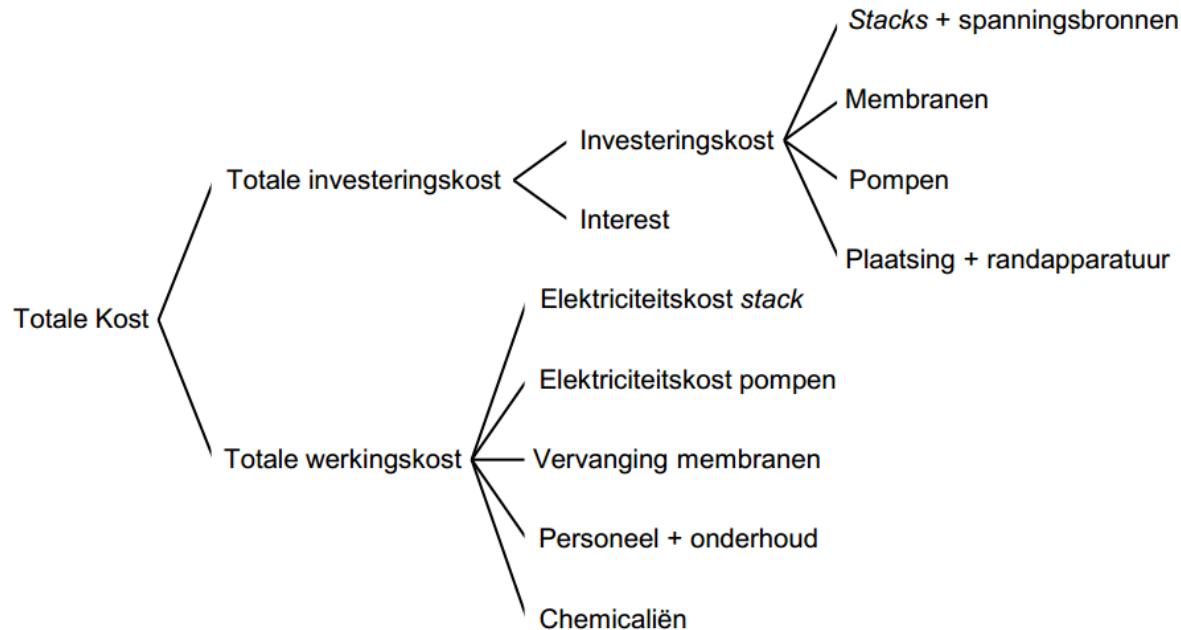 Stacks + spanningsbronnen
Membranen
Investeringskost
Totale investeringskost
Pompen
Interest
Plaatsing + randapparatuur
Elektriciteitskost stack
Totale Kost
Elektriciteitskost pompen
Totale werkingskost
Vervanging membranen
Personeel + onderhoud
Chemicaliën